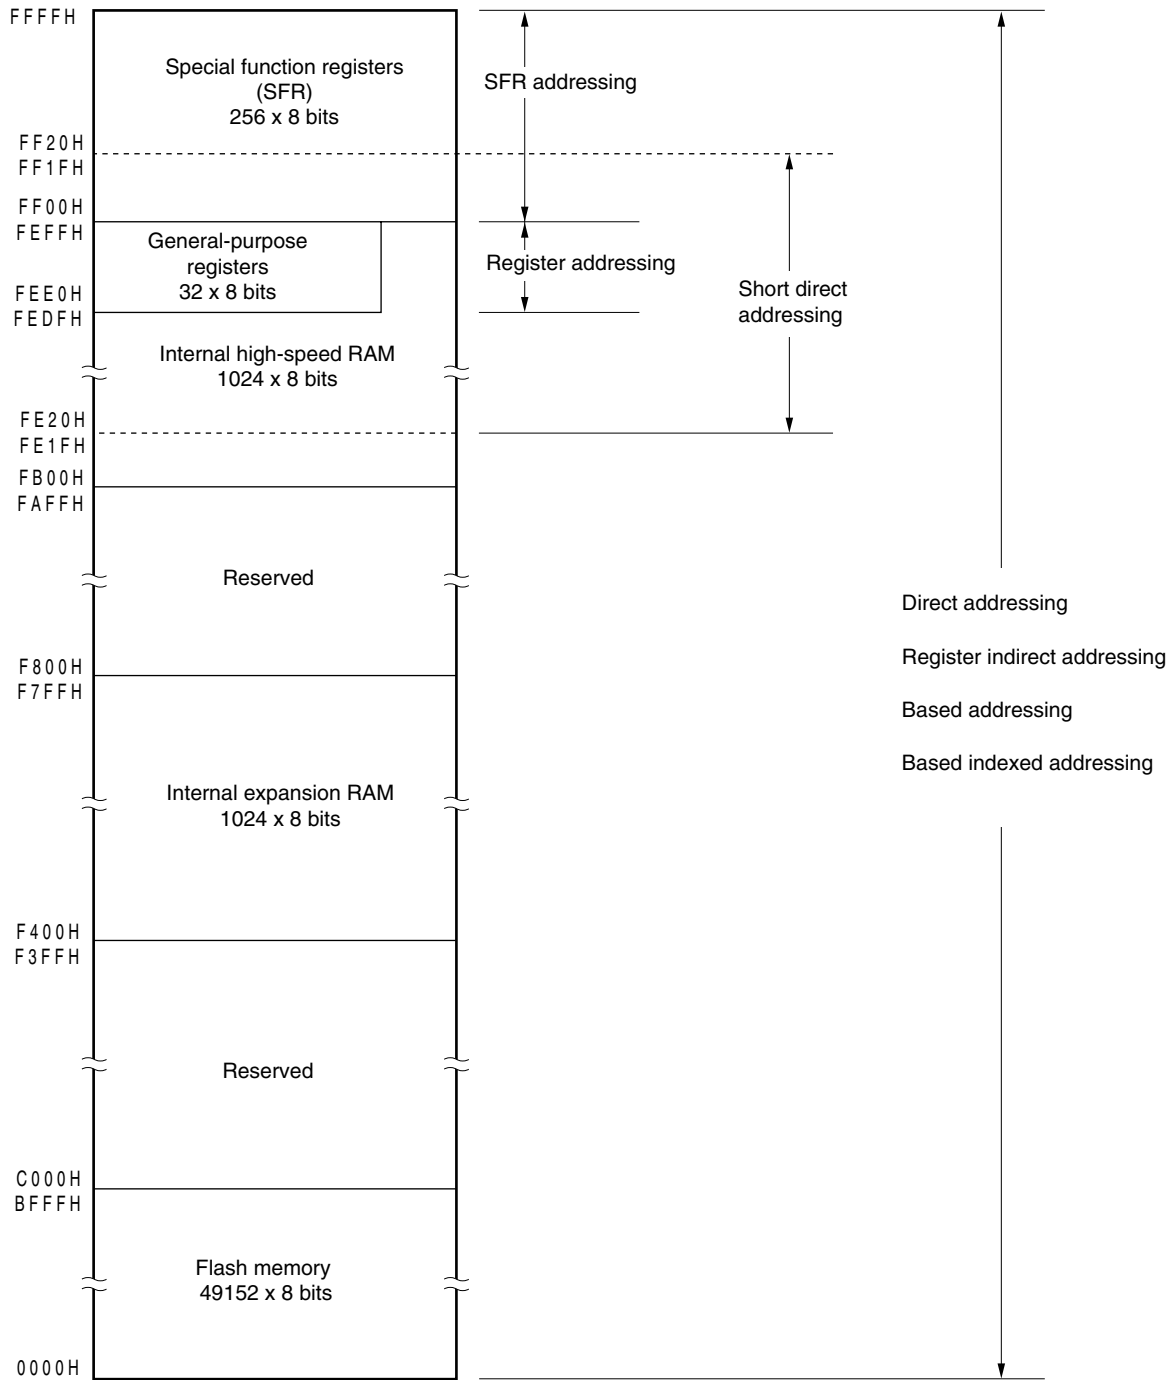 FFFFH
Special function registers
(SFR)
256 x 8 bits
SFR addressing
FF20H
FF1FH
FF00H
FEFFH
General-purpose
registers
32 x 8 bits
Register addressing
Short direct
addressing
FEE0H
FEDFH
Internal high-speed RAM
1024 x 8 bits
FE20H
FE1FH
FB00H
FAFFH
Reserved
Direct addressing
Register indirect addressing
Based addressing
Based indexed addressing
F800H
F7FFH
Internal expansion RAM
1024 x 8 bits
F400H
F3FFH
Reserved
C000H
BFFFH
Flash memory
49152 x 8 bits
0000H